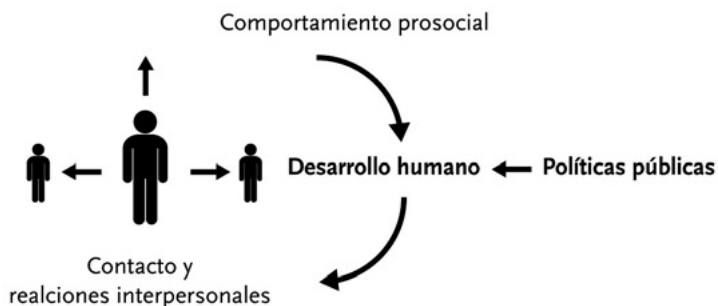 Comportamiento prosocial
Desarrollo humano
Políticas públicas
Contacto y
realciones interpersonales